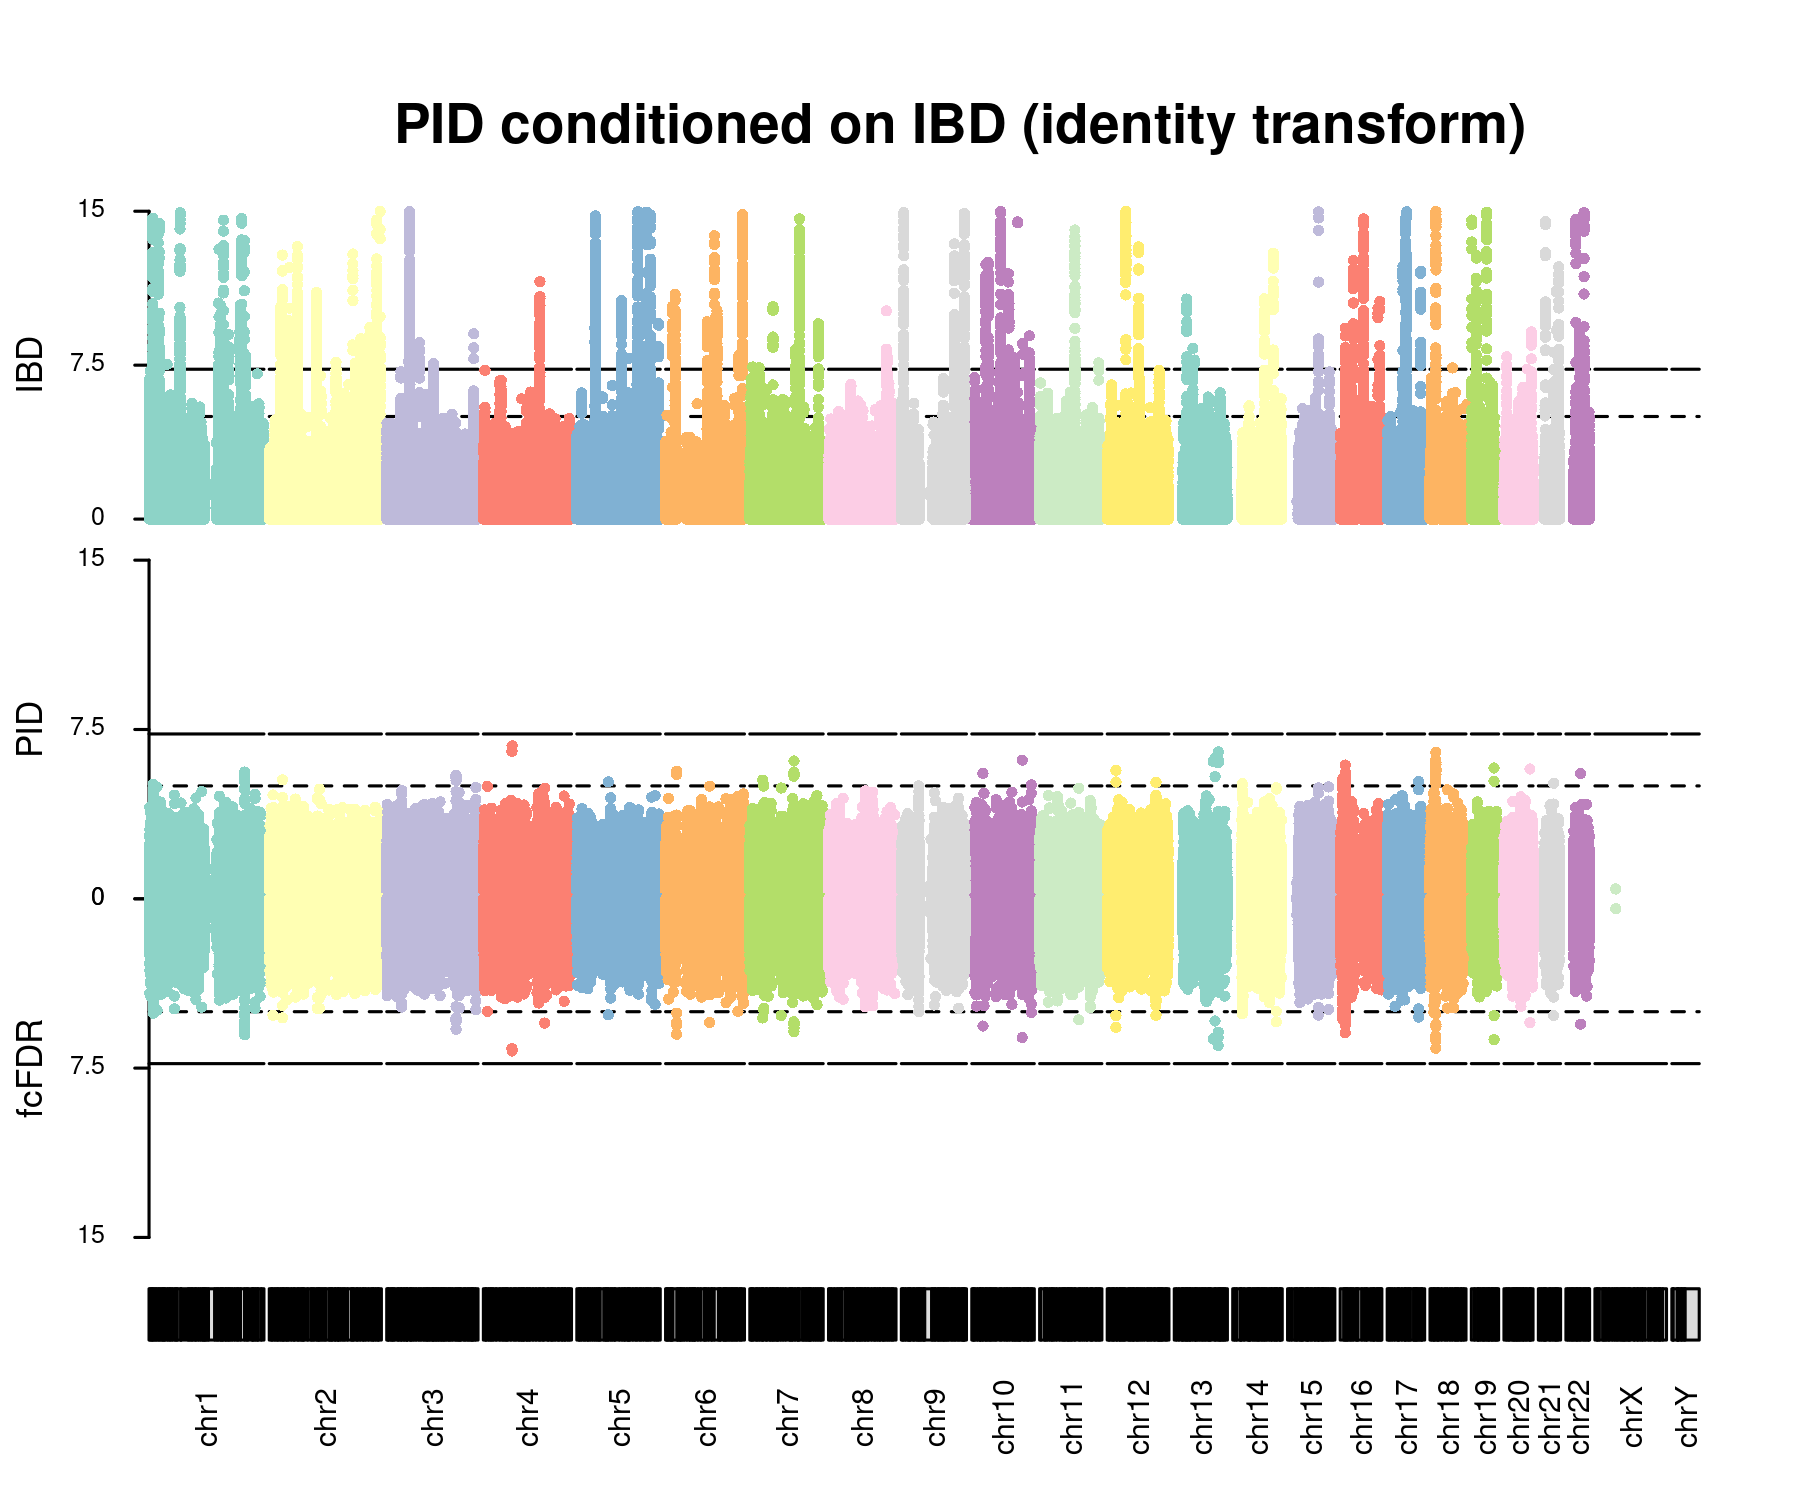 PID conditioned on IBD (identity transform)
15
IBD
7.5
0
15
PID
7.5
0
fcFDR
7.5
15
chr1 chr2 chr3 chr4 chr5 chr6 chr7 chr8 chr9 chr10 chr11 chr12 chr13 chr14 chr15 chr16 chr17 chr18 chr19 chr20 chr21 chr22 chrX chrY